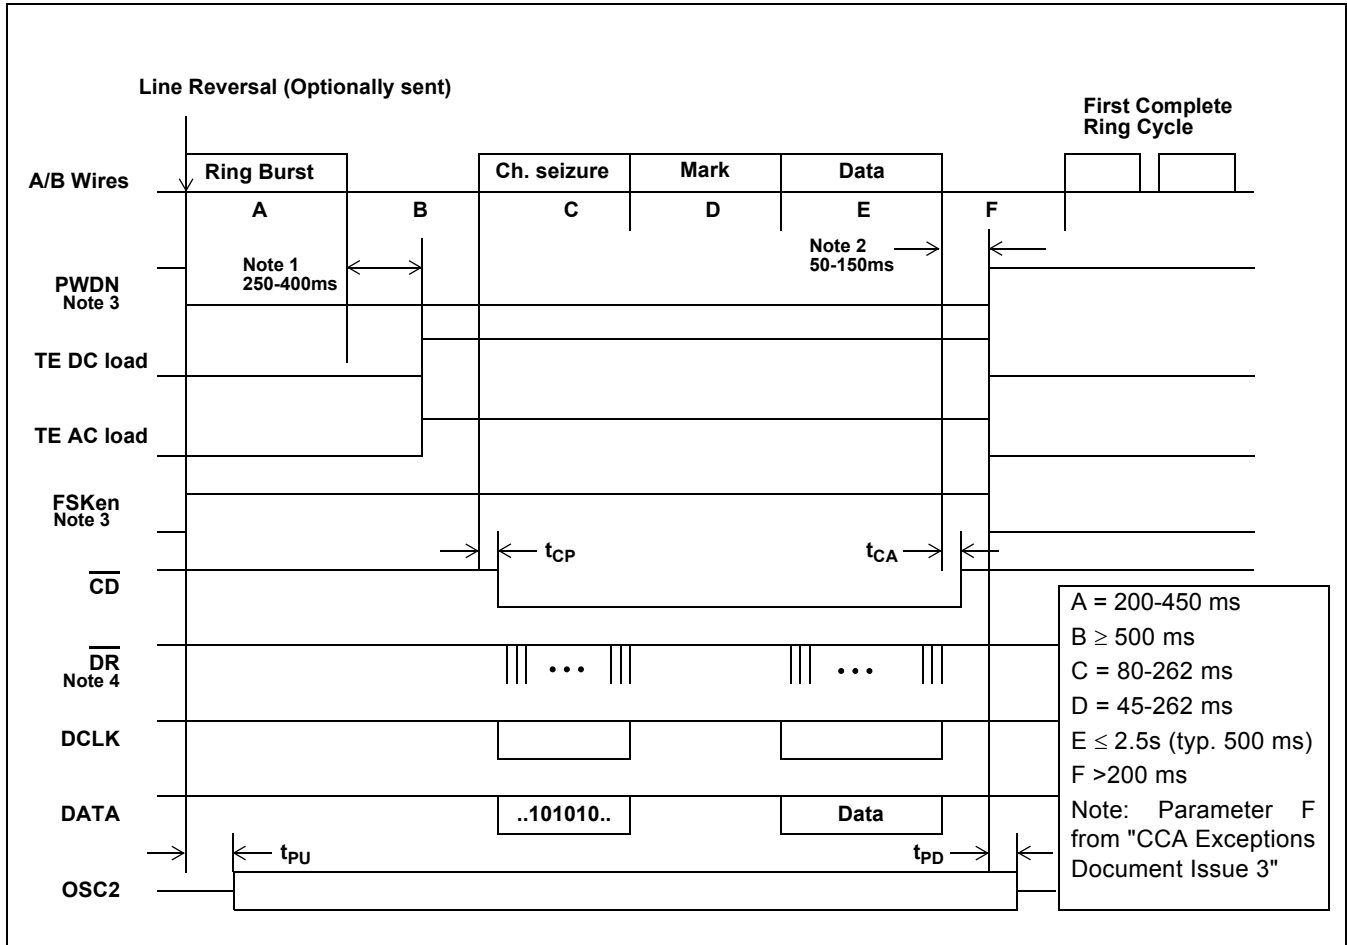 Line Reversal (Optionally sent)
First Complete
Ring Cycle
A/B Wires
Ring Burst
Ch. seizure
Mark
Data
A
B
C
D
E
F
Note 1
250-400ms
Note 2
50-150ms
PWDN
Note 3
TE DC load
TE AC load
FSKen
Note 3
tCP
tCA
CD
DR
Note 4
• • •
• • •
DCLK
DATA
..101010..
Data
tPU
tPD
OSC2
A = 200-450 ms
B ≥ 500 ms
C = 80-262 ms
D = 45-262 ms
E ≤ 2.5s (typ. 500 ms)
F >200 ms
Note: Parameter F
from "CCA Exceptions
Document Issue 3"